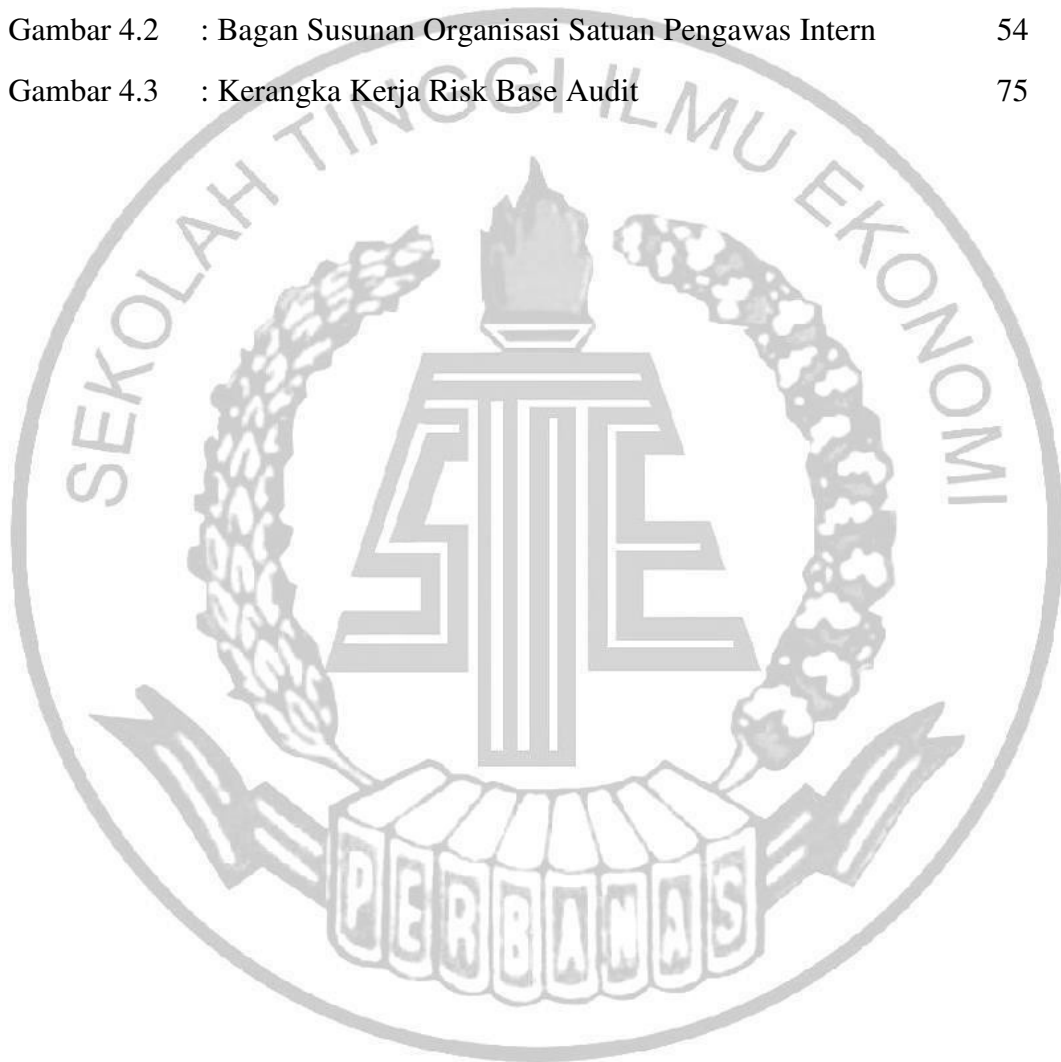 Gambar 4.2 : Bagan Susunan Organisasi Satuan Pengawas Intern 54
Gambar 4.3 : Kerangka Kerja Risk Base Audit 75
SEKOLAH TINGGI ILMU EKONOMI
STIE
PERBANAS